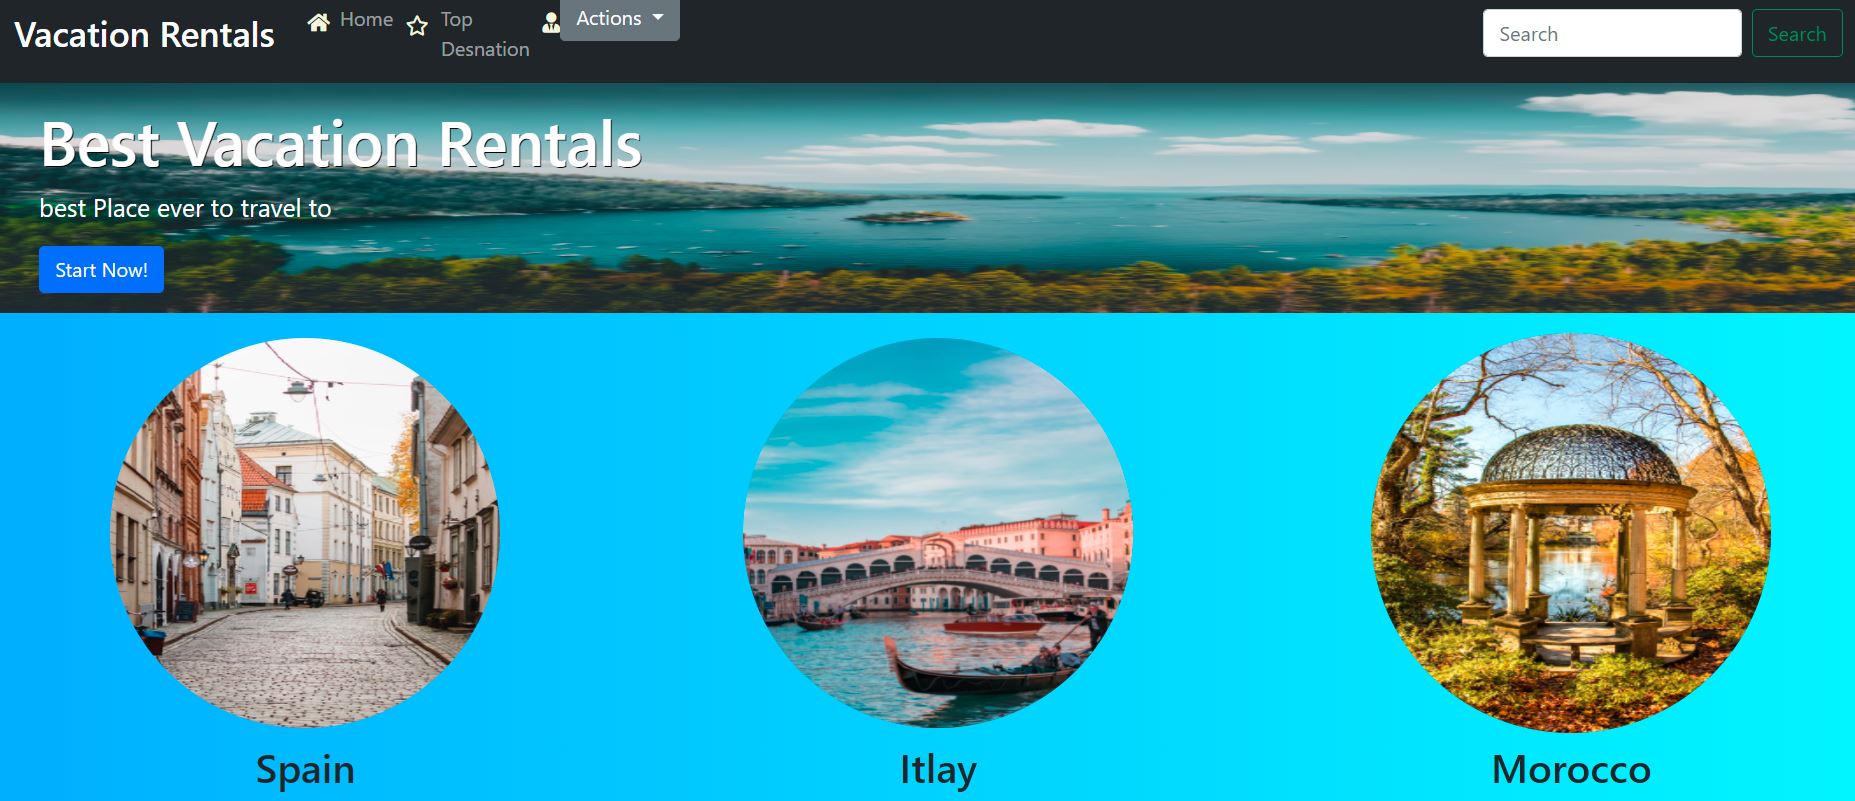 Vacation Rentals
Home
Top
Desnation
Actions
Search
Search
Best Vacation Rentals
best Place ever to travel to
Start Now!
Spain
Itlay
Morocco